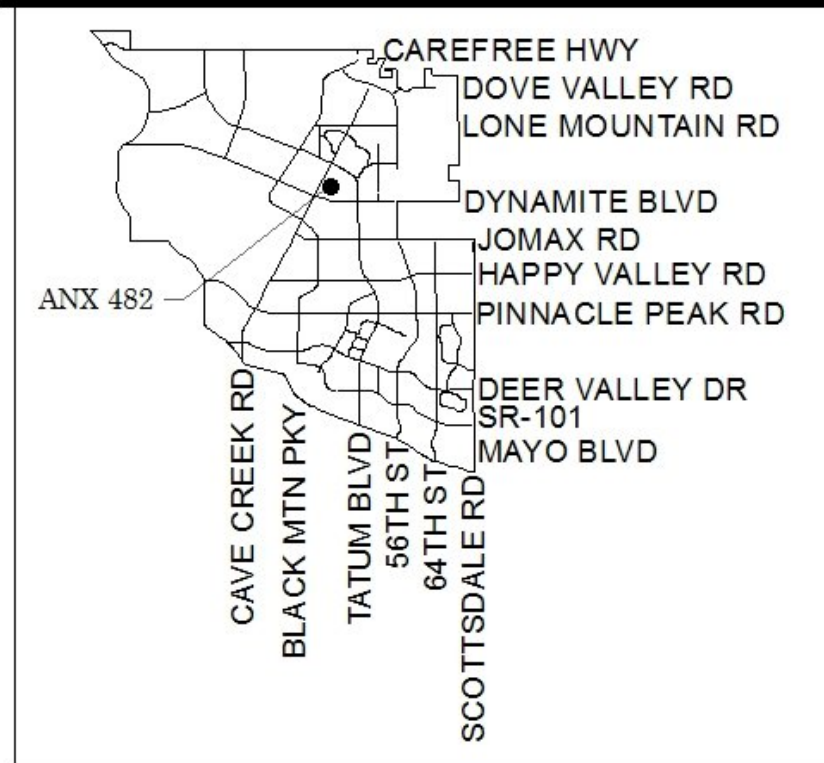 CAREFREE HWY
DOVE VALLEY RD
LONE MOUNTAIN RD
DYNAMITE BLVD
JOMAX RD
HAPPY VALLEY RD
ANX 482
PINNACLE PEAK RD
DEER VALLEY DR
SR-101
MAYO BLVD
CAVE CREEK RD
BLACK MTN PKY
TATUM BLVD
56TH ST
64TH ST
SCOTTSDALE RD